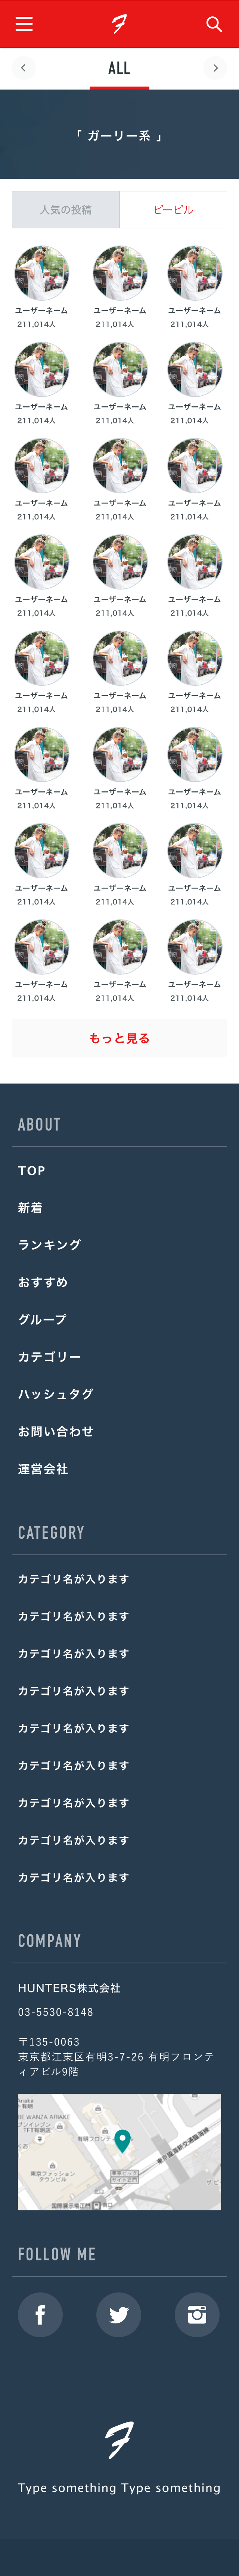 ALL
「 ガーリー系 」
人気の投稿 ピープル
ユーザーネーム ユーザーネーム ユーザーネーム
211,014人 211,014人 211,014人
ユーザーネーム ユーザーネーム ユーザーネーム
211,014人 211,014人 211,014人
ユーザーネーム ユーザーネーム ユーザーネーム
211,014人 211,014人 211,014人
ユーザーネーム ユーザーネーム ユーザーネーム
211,014人 211,014人 211,014人
ユーザーネーム ユーザーネーム ユーザーネーム
211,014人 211,014人 211,014人
ユーザーネーム ユーザーネーム ユーザーネーム
211,014人 211,014人 211,014人
ユーザーネーム ユーザーネーム ユーザーネーム
211,014人 211,014人 211,014人
ユーザーネーム ユーザーネーム ユーザーネーム
211,014人 211,014人 211,014人
もっと見る
ABOUT
TOP
新着
ランキング
おすすめ
グループ
カテゴリー
ハッシュタグ
お問い合わせ
運営会社
CATEGORY
カテゴリ名が入ります
カテゴリ名が入ります
カテゴリ名が入ります
カテゴリ名が入ります
カテゴリ名が入ります
カテゴリ名が入ります
カテゴリ名が入ります
カテゴリ名が入ります
カテゴリ名が入ります
COMPANY
HUNTERS株式会社
03-5530-8148
〒135-0063
東京都江東区有明3-7-26 有明フロンテ
ィアビル9階
BE WANZA ARIAKE
TFT有明
有明フロンテ
東京ファッション
タウンビル
国際展示場正門
FOLLOW ME
Type something Type something